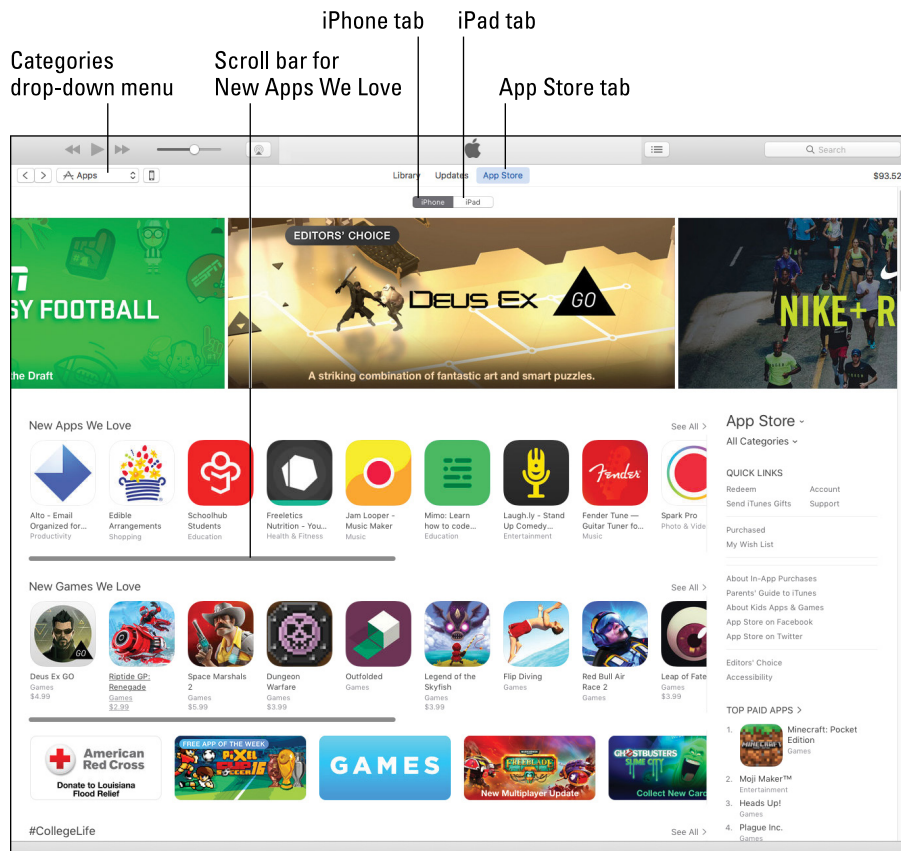 iPhone tab iPad tab
Categories
drop-down menu
Scroll bar for
New Apps We Love
App Store tab
Search
Apps
Library Updates App Store
$93.52
iPhone iPad
SY FOOTBALL
the Draft
EDITORS' CHOICE
DEUS EX GO
A striking combination of fantastic art and smart puzzles.
NIKE+ R
New Apps We Love
See All >
Alto - Email
Organized for...
Productivity
Edible
Arrangements
Shopping
Schoolhub
Students
Education
Freeletics
Nutrition - You...
Health & Fitness
Jam Looper -
Music Maker
Music
Mimo: Learn
how to code...
Education
Laugh.ly - Stand
Up Comedy...
Entertainment
Fender
Fender Tune —
Guitar Tuner fo...
Music
Spark Pro
Photo & Vide
New Games We Love
See All >
GO
Deus Ex GO
Games
$4.99
Riptide GP:
Renegade
Games
$2.99
Space Marshals
2
Games
$5.99
Dungeon
Warfare
Games
$3.99
Outfolded
Games
Legend of the
Skyfish
Games
$3.99
Flip Diving
Games
Red Bull Air
Race 2
Games
Leap of Fate
Games
$3.99
American
Red Cross
Donate to Louisiana
Flood Relief
FREE APP OF THE WEEK
PIXEL
CUP
SOCCER 16
GAMES
FREEBLADE
New Multiplayer Update
GHOSTBUSTERS
SLIME CITY
Collect New Card
#CollegeLife
See All >
App Store
All Categories
QUICK LINKS
Redeem Account
Send iTunes Gifts Support
Purchased
My Wish List
About In-App Purchases
Parents' Guide to iTunes
About Kids Apps & Games
App Store on Facebook
App Store on Twitter
Editors' Choice
Accessibility
TOP PAID APPS >
1. Minecraft: Pocket
Edition
Games
MINECRAFT
2. Moji Maker™
Entertainment
3. Heads Up!
Games
4. Plague Inc.
Games